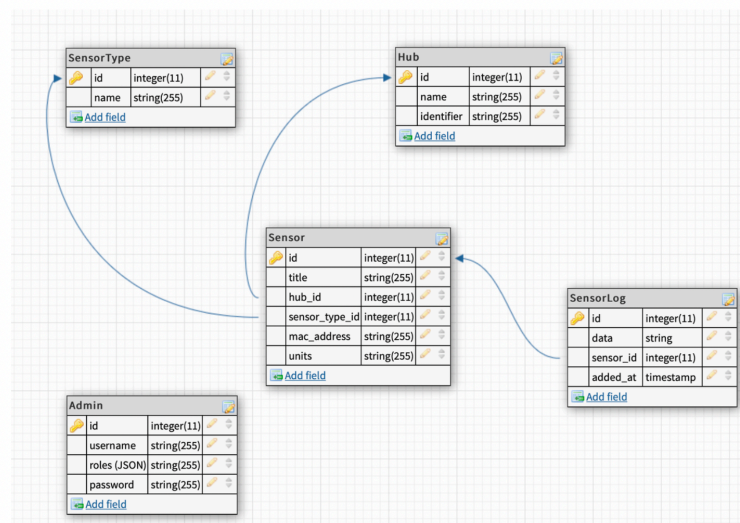 SensorType
id integer(11)
name string(255)
Add field
Hub
id integer(11)
name string(255)
identifier string(255)
Add field
Sensor
id integer(11)
title string(255)
hub_id integer(11)
sensor_type_id integer(11)
mac_address string(255)
units string(255)
Add field
SensorLog
id integer(11)
data string
sensor_id integer(11)
added_at timestamp
Add field
Admin
id integer(11)
username string(255)
roles (JSON) string(255)
password string(255)
Add field